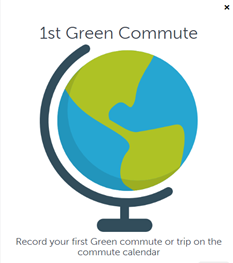 ×
1st Green Commute
Record your first Green commute or trip on the
commute calendar